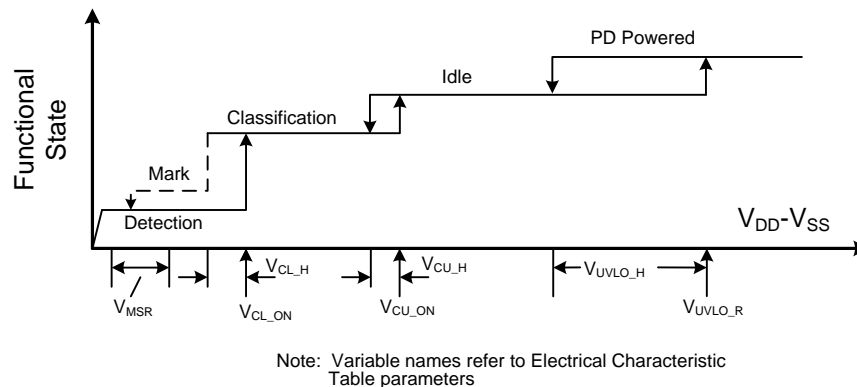 Functional
State
PD Powered
Idle
Classification
Mark
Detection
VDD-VSS
VMSR
VCL_H
VCL_ON
VCU_H
VCU_ON
VUVLO_H
VUVLO_R
Note: Variable names refer to Electrical Characteristic
Table parameters